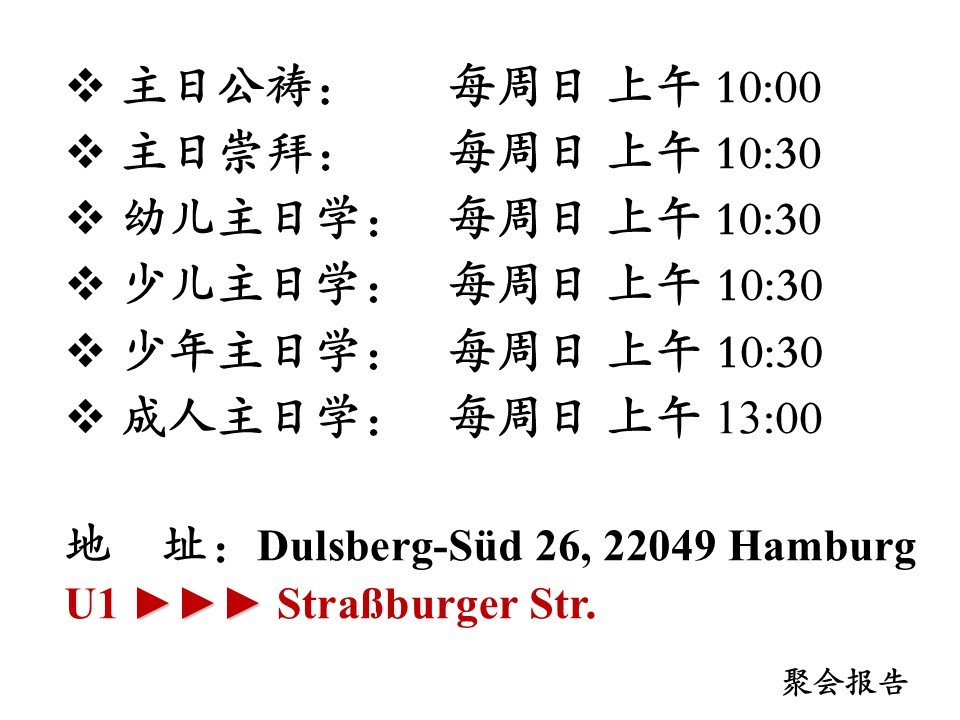 ❖ 主日公祷： 每周日 上午 10:00
❖ 主日崇拜： 每周日 上午 10:30
❖ 幼儿主日学： 每周日 上午 10:30
❖ 少儿主日学： 每周日 上午 10:30
❖ 少年主日学： 每周日 上午 10:30
❖ 成人主日学： 每周日 上午 13:00
地 址：Dulsberg-Süd 26, 22049 Hamburg
U1 ►►► Straßburger Str.
聚会报告